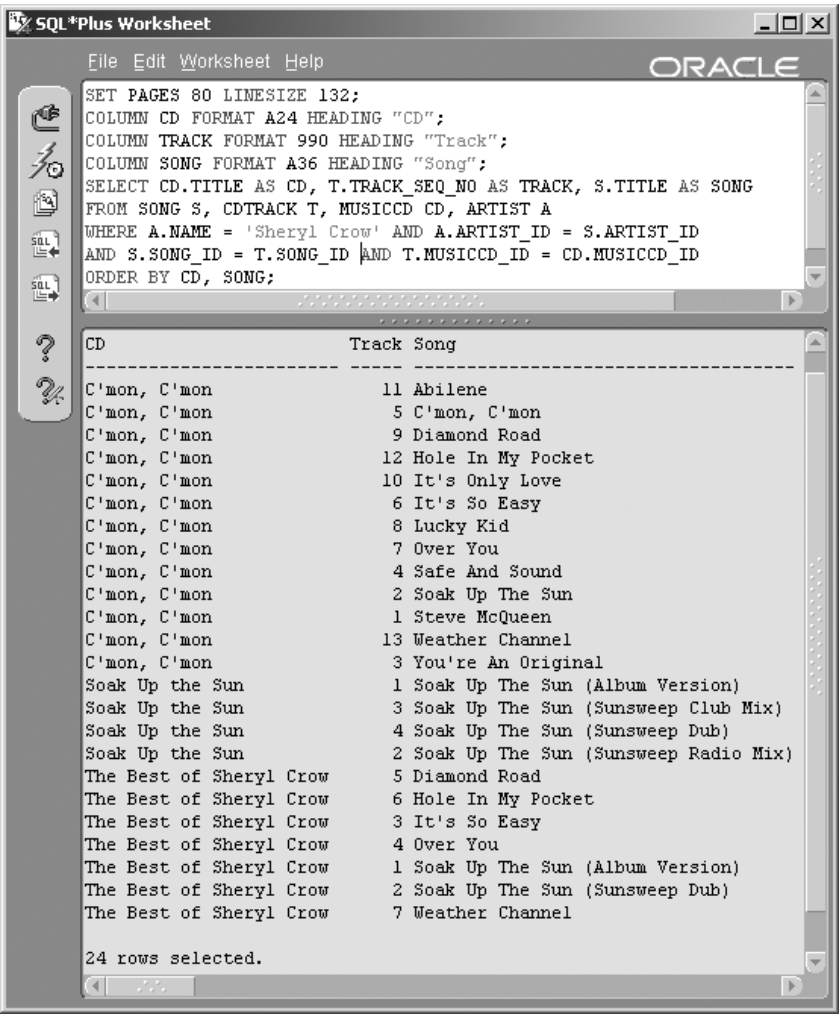 SQL*Plus Worksheet
File Edit Worksheet Help
ORACLE
SET PAGES 80 LINESIZE 132;
COLUMN CD FORMAT A24 HEADING "CD";
COLUMN TRACK FORMAT 990 HEADING "Track";
COLUMN SONG FORMAT A36 HEADING "Song";
SELECT CD.TITLE AS CD, T.TRACK_SEQ_NO AS TRACK, S.TITLE AS SONG
FROM SONG S, CDTRACK T, MUSICCD CD, ARTIST A
WHERE A.NAME = 'Sheryl Crow' AND A.ARTIST_ID = S.ARTIST_ID
AND S.SONG_ID = T.SONG_ID AND T.MUSICCD_ID = CD.MUSICCD_ID
ORDER BY CD, SONG;
CD Track Song
------------------------ ----- ------------------------------------
C'mon, C'mon 11 Abilene
C'mon, C'mon 5 C'mon, C'mon
C'mon, C'mon 9 Diamond Road
C'mon, C'mon 12 Hole In My Pocket
C'mon, C'mon 10 It's Only Love
C'mon, C'mon 6 It's So Easy
C'mon, C'mon 8 Lucky Kid
C'mon, C'mon 7 Over You
C'mon, C'mon 4 Safe And Sound
C'mon, C'mon 2 Soak Up The Sun
C'mon, C'mon 1 Steve McQueen
C'mon, C'mon 13 Weather Channel
C'mon, C'mon 3 You're An Original
Soak Up the Sun 1 Soak Up The Sun (Album Version)
Soak Up the Sun 3 Soak Up The Sun (Sunsweep Club Mix)
Soak Up the Sun 4 Soak Up The Sun (Sunsweep Dub)
Soak Up the Sun 2 Soak Up The Sun (Sunsweep Radio Mix)
The Best of Sheryl Crow 5 Diamond Road
The Best of Sheryl Crow 6 Hole In My Pocket
The Best of Sheryl Crow 3 It's So Easy
The Best of Sheryl Crow 4 Over You
The Best of Sheryl Crow 1 Soak Up The Sun (Album Version)
The Best of Sheryl Crow 2 Soak Up The Sun (Sunsweep Dub)
The Best of Sheryl Crow 7 Weather Channel
24 rows selected.